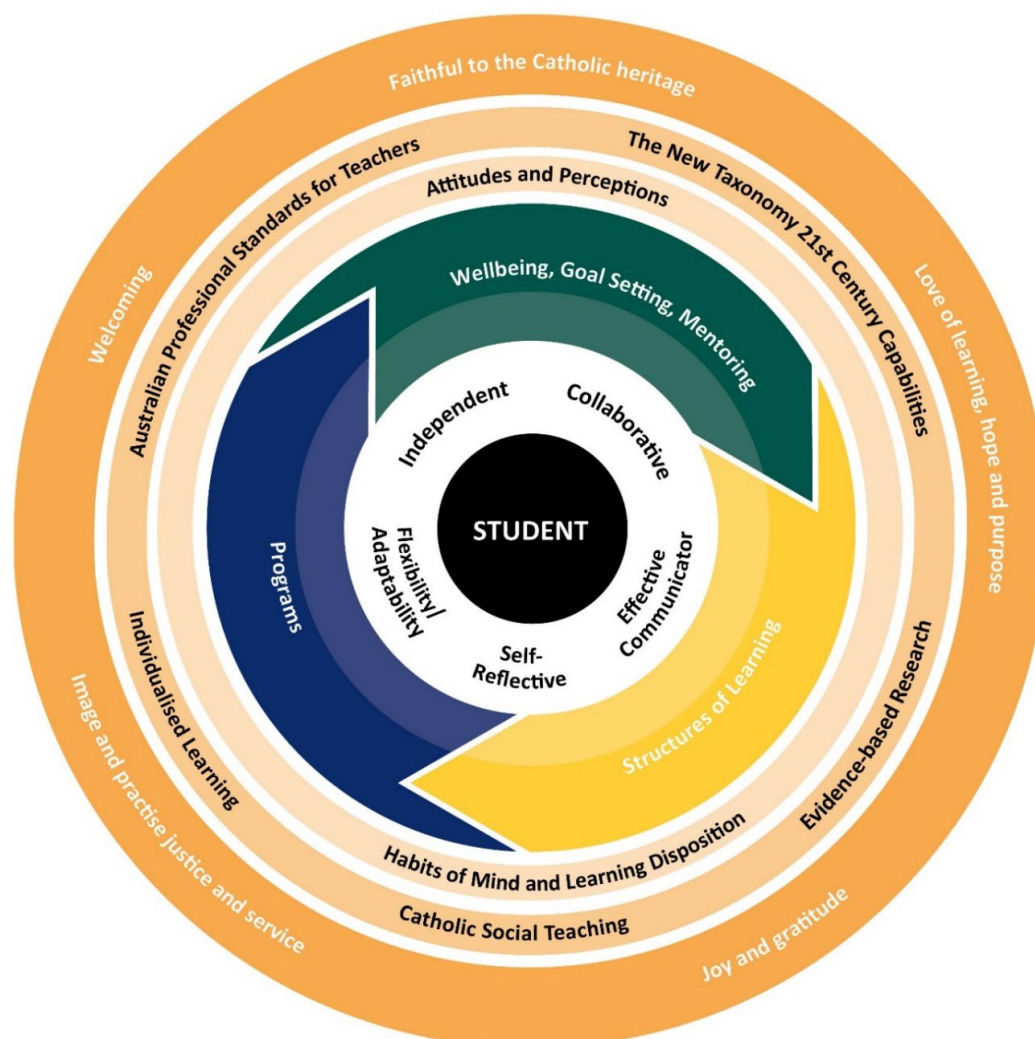 Faithful to the Catholic heritage
Welcoming
Love of learning, hope and purpose
Image and practise justice and service
Joy and gratitude
Australian Professional Standards for Teachers
The New Taxonomy 21st Century Capabilities
Individualised Learning
Evidence-based Research
Catholic Social Teaching
Attitudes and Perceptions
Habits of Mind and Learning Disposition
Wellbeing, Goal Setting, Mentoring
Programs
Structures of Learning
Independent
Collaborative
Flexibility/
Adaptability
Effective
Communicator
Self-
Reflective
STUDENT